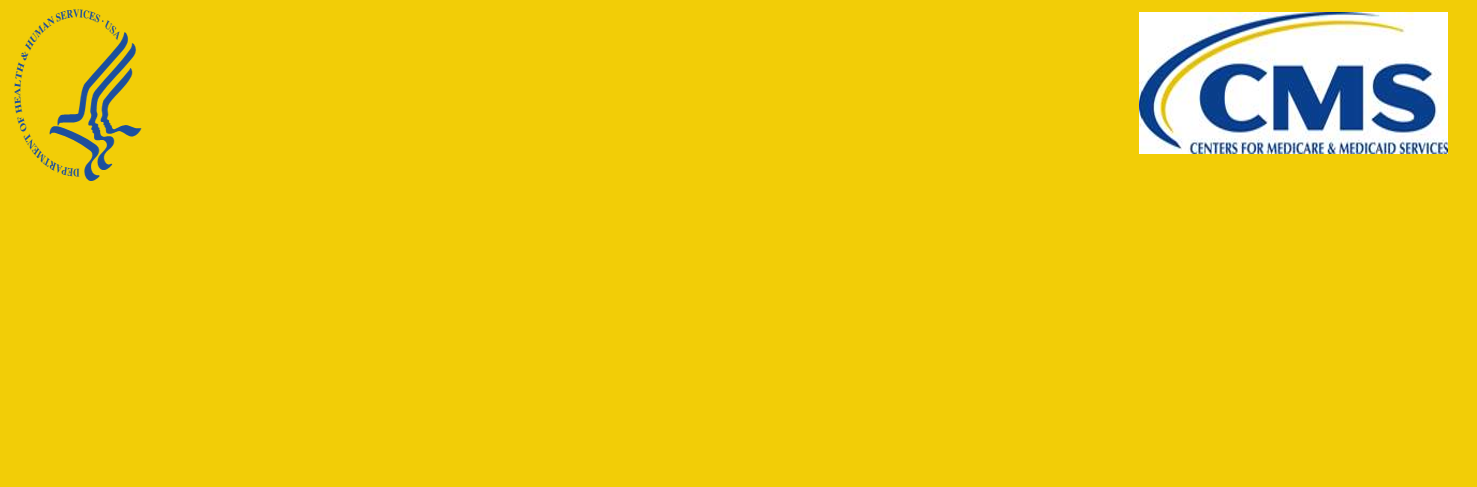 DEPARTMENT OF HEALTH & HUMAN SERVICES · USA
CMS
CENTERS FOR MEDICARE & MEDICAID SERVICES